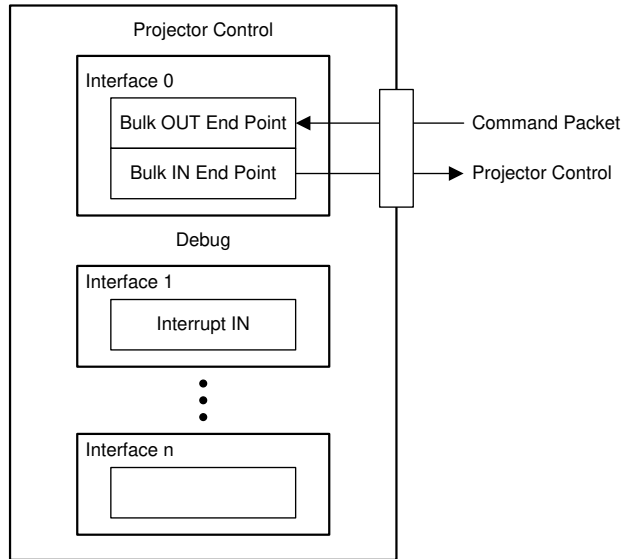 Projector Control
Interface 0
Bulk OUT End Point
Command Packet
Bulk IN End Point
Projector Control
Debug
Interface 1
Interrupt IN
Interface n